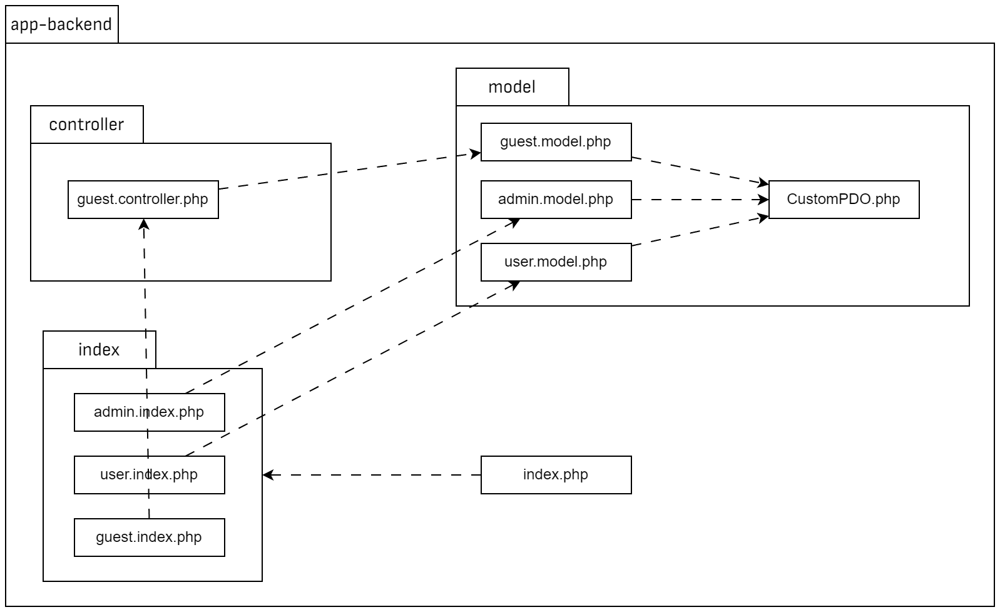 app-backend
model
controller
guest.model.php
guest.controller.php
admin.model.php
CustomPDO.php
user.model.php
index
admin.index.php
user.index.php
index.php
guest.index.php